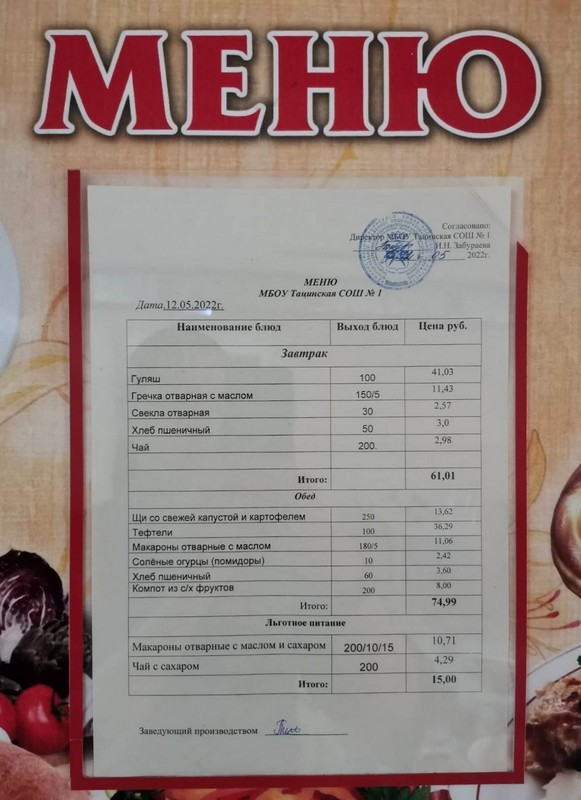 МЕНЮ
Согласовано:
Директор МБОУ Тацинская СОШ № 1
И.Н. Забураева
05 2022г.
МЕНЮ
МБОУ Тацинская СОШ № 1
Дата.12.05.2022г.
Наименование блюд Выход блюд Цена руб.
Завтрак
Гуляш 100 41,03
Гречка отварная с маслом 150/5 11,43
Свекла отварная 30 2,57
Хлеб пшеничный 50 3,0
Чай 200. 2,98
Итого: 61,01
Обед
Щи со свежей капустой и картофелем 250 13,62
Тефтели 100 36,29
Макароны отварные с маслом 180/5 11,06
Солёные огурцы (помидоры) 10 2,42
Хлеб пшеничный 60 3,60
Компот из с/х фруктов 200 8,00
Итого: 74,99
Льготное питание
Макароны отварные с маслом и сахаром 200/10/15 10,71
Чай с сахаром 200 4,29
Итого: 15,00
Заведующий производством